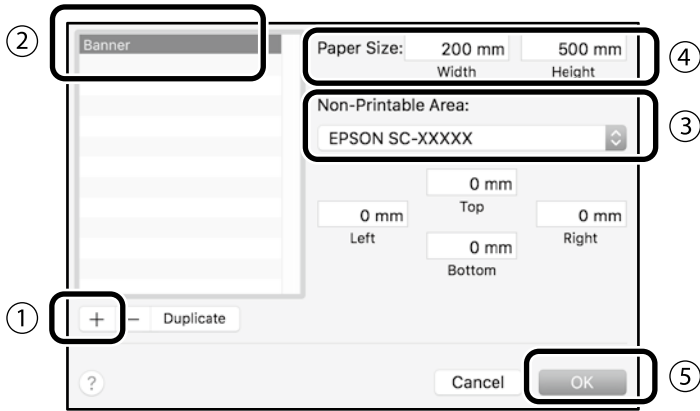 ②
Banner
Paper Size: 200 mm 500 mm ④
Width Height
Non-Printable Area:
EPSON SC-XXXXX ③
0 mm
Top
0 mm 0 mm
Left Right
0 mm
Bottom
① + − Duplicate
? Cancel OK ⑤